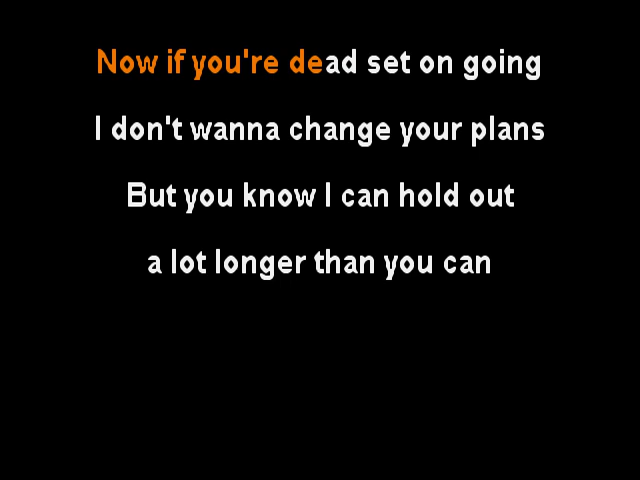 Now if you're dead set on going
I don't wanna change your plans
But you know I can hold out
a lot longer than you can